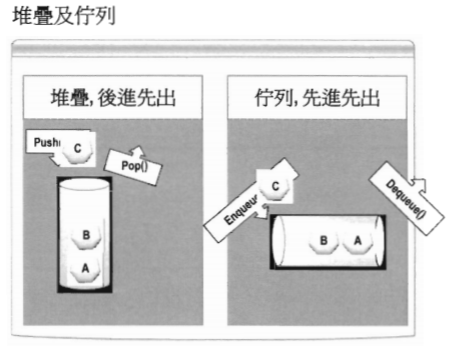 堆疊及佇列
堆疊,後進先出
佇列,先進先出
Push
C
Pop()
B
A
C
Enqueue
Dequeue()
B
A